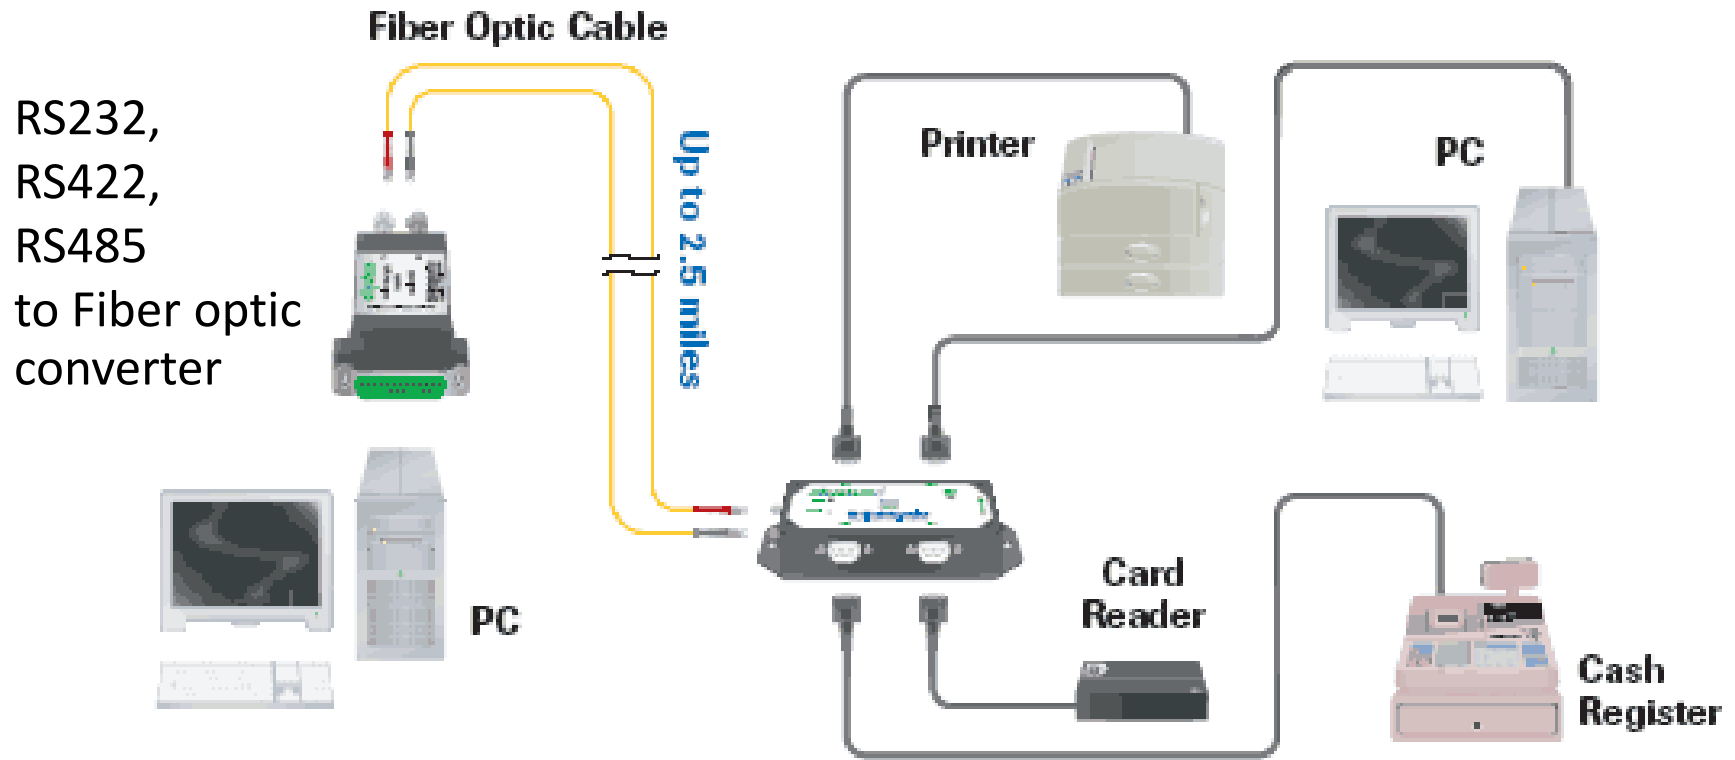 Fiber Optic Cable
RS232,
RS422,
RS485
to Fiber optic
converter
Up to 2.5 miles
Printer
PC
PC
Card
Reader
Cash
Register